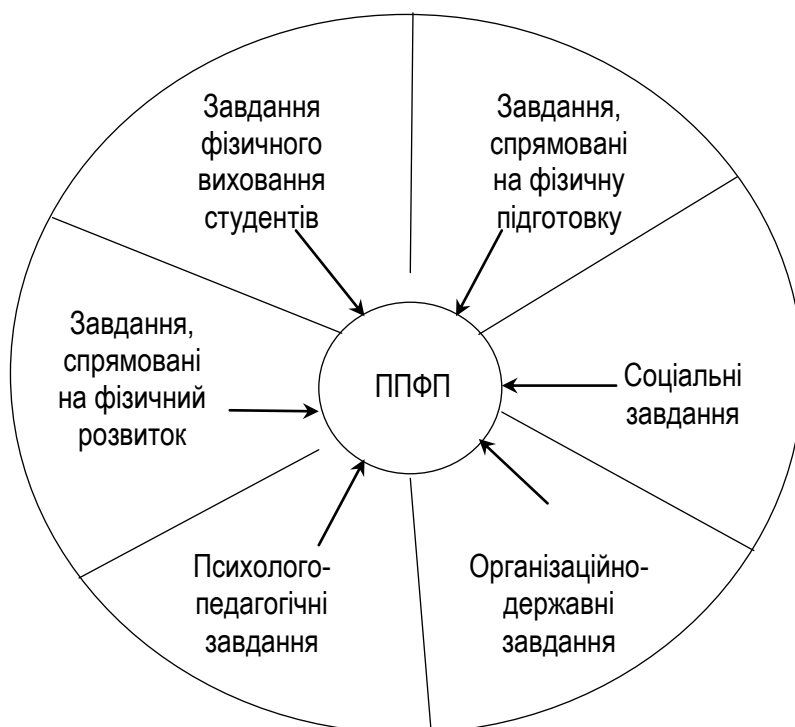 Завдання
фізичного
виховання
студентів
Завдання,
спрямовані
на фізичну
підготовку
Завдання,
спрямовані
на фізичний
розвиток
ППФП
Соціальні
завдання
Психолого-
педагогічні
завдання
Організаційно-
державні
завдання